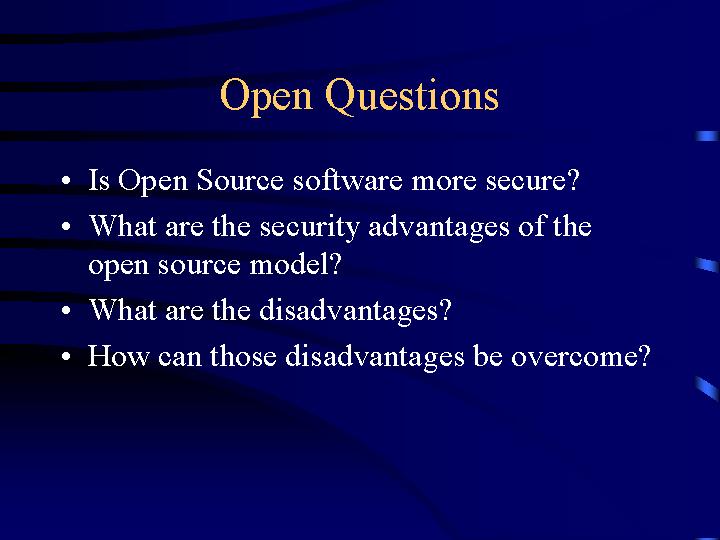 Open Questions
• Is Open Source software more secure?
• What are the security advantages of the
open source model?
• What are the disadvantages?
• How can those disadvantages be overcome?